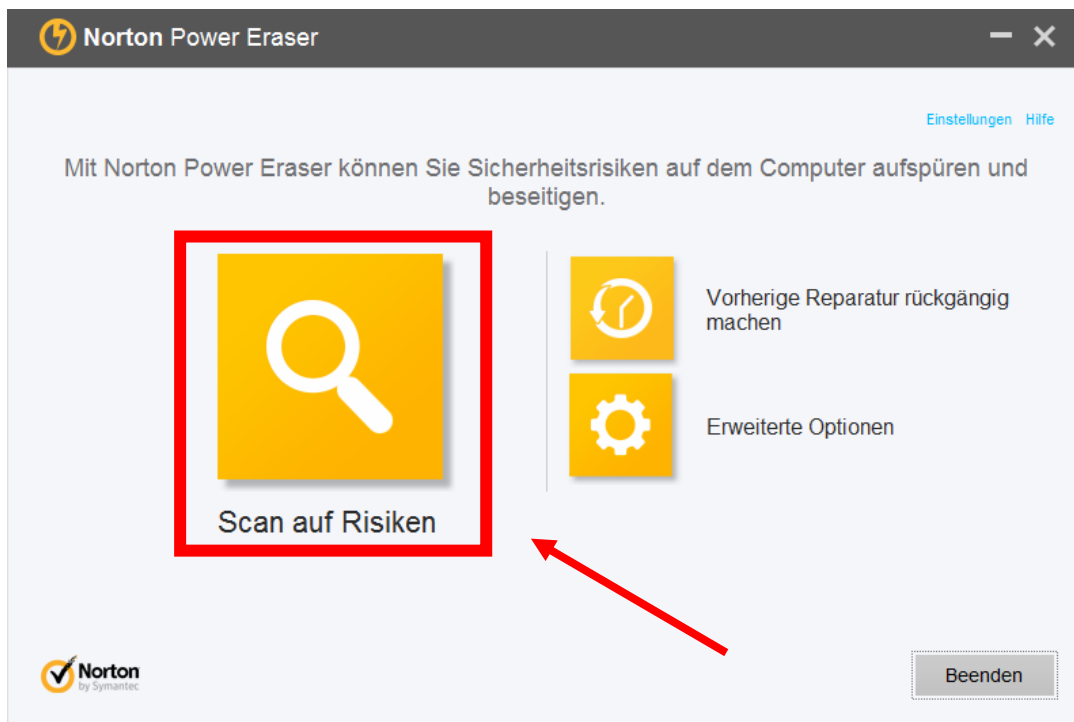 Norton Power Eraser
Einstellungen Hilfe
Mit Norton Power Eraser können Sie Sicherheitsrisiken auf dem Computer aufspüren und
beseitigen.
Scan auf Risiken
Vorherige Reparatur rückgängig
machen
Erweiterte Optionen
Norton
by Symantec
Beenden